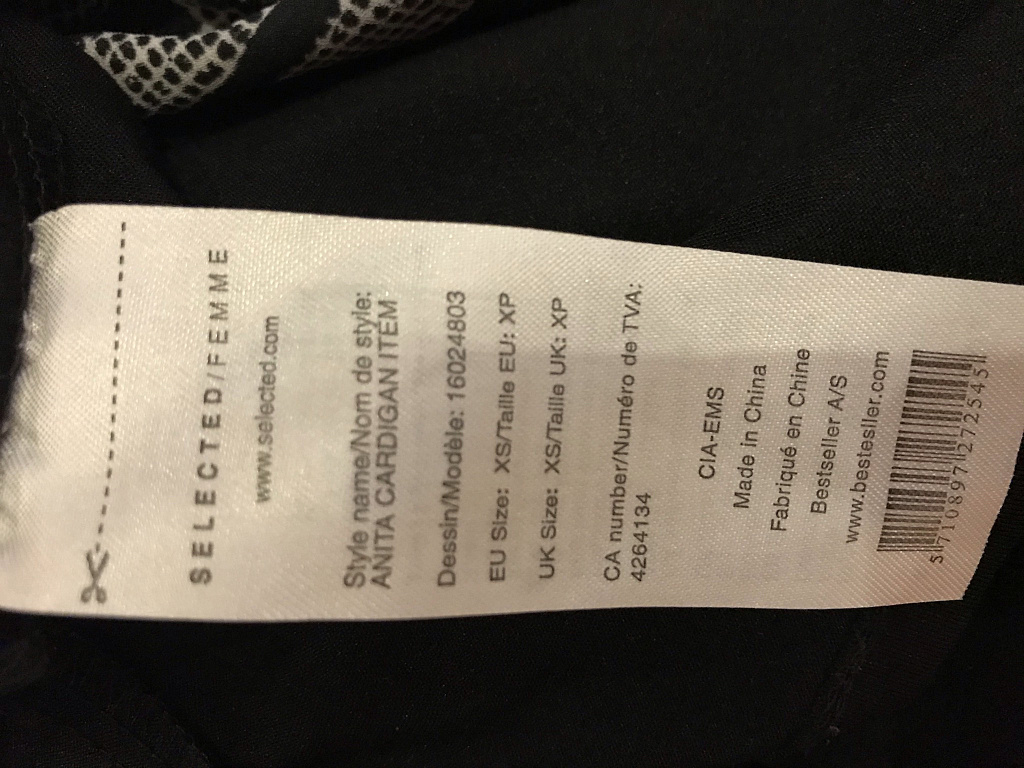 SELECTED/FEMME
www.selected.com
Style name/Nom de style:
ANITA CARDIGAN ITEM
Dessin/Modèle: 16024803
EU Size: XS/Taille EU: XP
UK Size: XS/Taille UK: XP
CA number/Numéro de TVA:
4264134
CIA-EMS
Made in China
Fabriqué en Chine
Bestseller A/S
www.bestesller.com
5710897272545